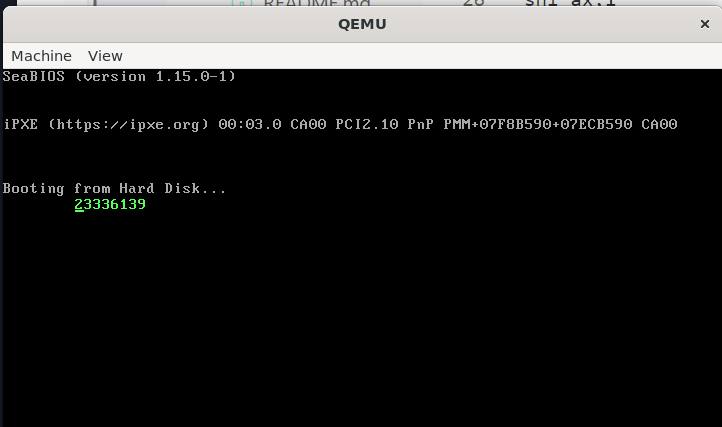 README.md 26 shl ax,1
QEMU ×
Machine View
SeaBIOS (version 1.15.0-1)
iPXE (https://ipxe.org) 00:03.0 CA00 PCI2.10 PnP PMM+07F8B590+07ECB590 CA00
Booting from Hard Disk...
23336139